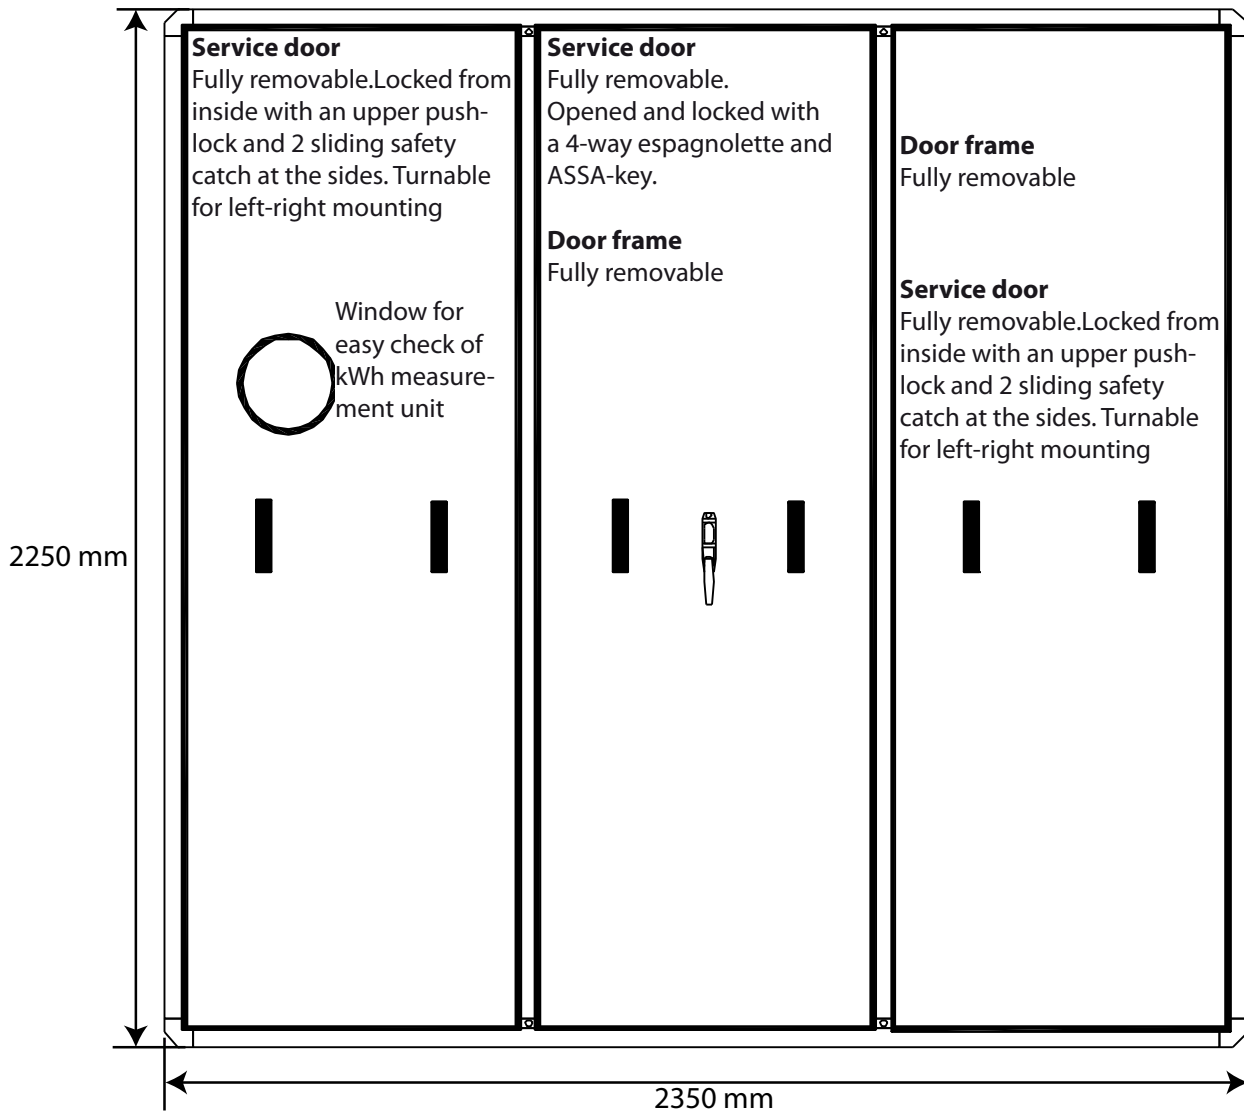 Service door
Fully removable.Locked from
inside with an upper push-
lock and 2 sliding safety
catch at the sides. Turnable
for left-right mounting
Window for
easy check of
kWh measure-
ment unit
Service door
Fully removable.
Opened and locked with
a 4-way espagnolette and
ASSA-key.
Door frame
Fully removable
Door frame
Fully removable
Service door
Fully removable.Locked from
inside with an upper push-
lock and 2 sliding safety
catch at the sides. Turnable
for left-right mounting
2250 mm
2350 mm